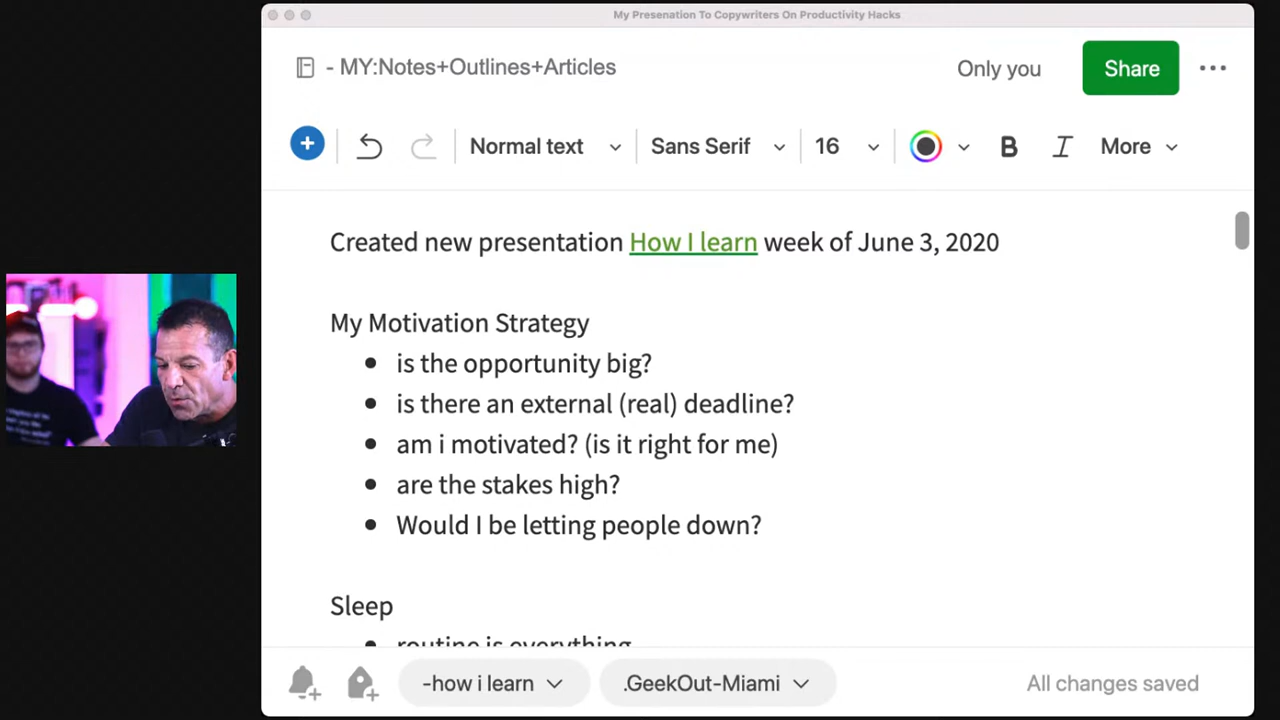 My Presenation To Copywriters On Productivity Hacks
- MY:Notes+Outlines+Articles
Only you
Share
Normal text
Sans Serif
16
B
I
More
Created new presentation How I learn week of June 3, 2020
My Motivation Strategy
is the opportunity big?
is there an external (real) deadline?
am i motivated? (is it right for me)
are the stakes high?
Would I be letting people down?
Sleep
routine is everything
-how i learn
.GeekOut-Miami
All changes saved